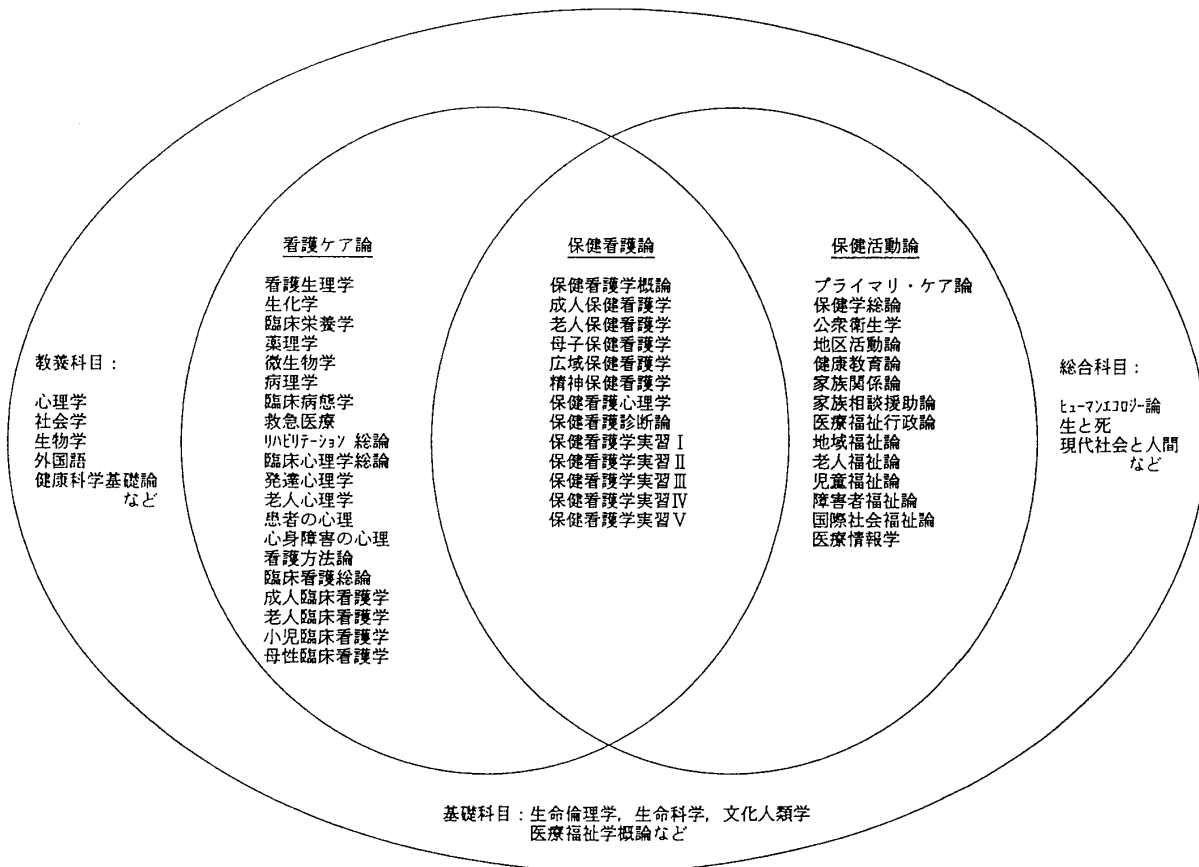 看護ケア論
看護生理学
生化学
臨床栄養学
薬理学
微生物学
病理学
臨床病態学
救急医療
ﾘﾊﾋﾞﾘﾃｰｼｮﾝ 総論
臨床心理学総論
発達心理学
老人心理学
患者の心理
心身障害の心理
看護方法論
臨床看護総論
成人臨床看護学
老人臨床看護学
小児臨床看護学
母性臨床看護学
保健看護論
保健看護学概論
成人保健看護学
老人保健看護学
母子保健看護学
広域保健看護学
精神保健看護学
保健看護心理学
保健看護診断論
保健看護学実習Ⅰ
保健看護学実習Ⅱ
保健看護学実習Ⅲ
保健看護学実習Ⅳ
保健看護学実習Ⅴ
保健活動論
プライマリ・ケア論
保健学総論
公衆衛生学
地区活動論
健康教育論
家族関係論
家族相談援助論
医療福祉行政論
地域福祉論
老人福祉論
児童福祉論
障害者福祉論
国際社会福祉論
医療情報学
教養科目：
心理学
社会学
生物学
外国語
健康科学基礎論
など
総合科目：
ﾋｭｰﾏﾝｴｺﾛｼﾞｰ論
生と死
現代社会と人間
など
基礎科目：生命倫理学，生命科学，文化人類学
医療福祉学概論など